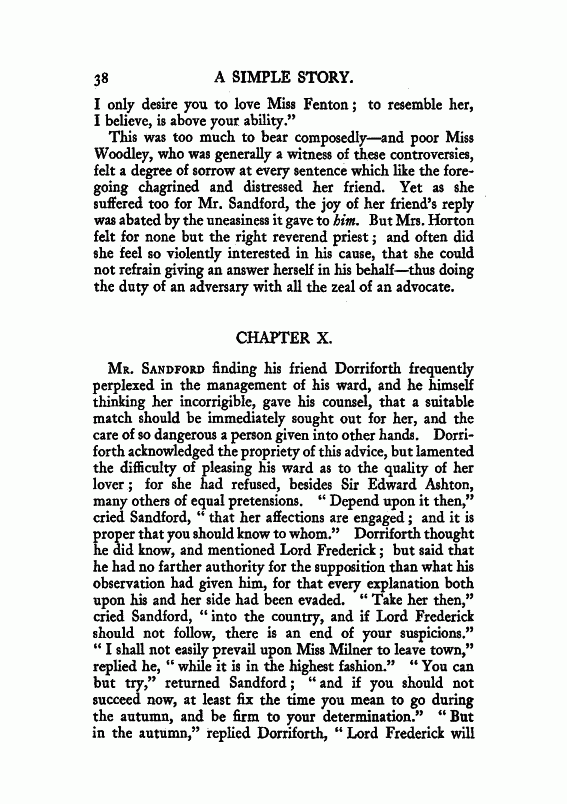 38 A SIMPLE STORY.
I only desire you to love Miss Fenton ; to resemble her,
I believe, is above your ability.”
This was too much to bear composedly—and poor Miss
Woodley, who was generally a witness of these controversies,
felt a degree of sorrow at every sentence which like the fore-
going chagrined and distressed her friend. Yet as she
suffered too for Mr. Sandford, the joy of her friend’s reply
was abated by the uneasiness it gave to him. But Mrs. Horton
felt for none but the right reverend priest ; and often did
she feel so violently interested in his cause, that she could
not refrain giving an answer herself in his behalf—thus doing
the duty of an adversary with all the zeal of an advocate.
CHAPTER X.
Mr. Sandford finding his friend Dorriforth frequently
perplexed in the management of his ward, and he himself
thinking her incorrigible, gave his counsel, that a suitable
match should be immediately sought out for her, and the
care of so dangerous a person given into other hands. Dorri-
forth acknowledged the propriety of this advice, but lamented
the difficulty of pleasing his ward as to the quality of her
lover ; for she had refused, besides Sir Edward Ashton,
many others of equal pretensions. “ Depend upon it then,”
cried Sandford, “ that her affections are engaged ; and it is
proper that you should know to whom.” Dorriforth thought
he did know, and mentioned Lord Frederick ; but said that
he had no farther authority for the supposition than what his
observation had given him, for that every explanation both
upon his and her side had been evaded. “ Take her then,”
cried Sandford, “ into the country, and if Lord Frederick
should not follow, there is an end of your suspicions.”
“ I shall not easily prevail upon Miss Milner to leave town,”
replied he, “ while it is in the highest fashion.” “ You can
but try,” returned Sandford ; “ and if you should not
succeed now, at least fix the time you mean to go during
the autumn, and be firm to your determination.” “ But
in the autumn,” replied Dorriforth, “ Lord Frederick will